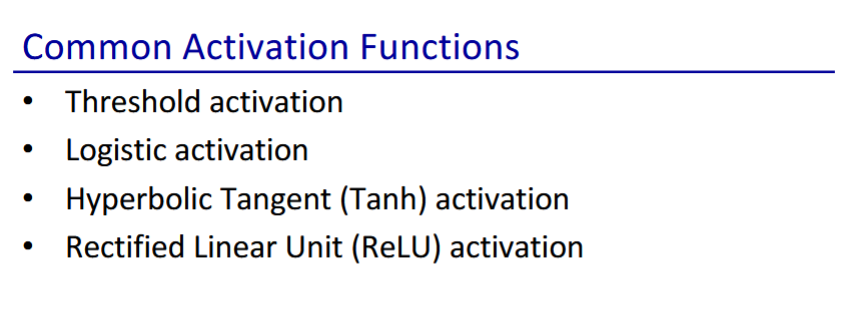 Common Activation Functions
• Threshold activation
• Logistic activation
• Hyperbolic Tangent (Tanh) activation
• Rectified Linear Unit (ReLU) activation